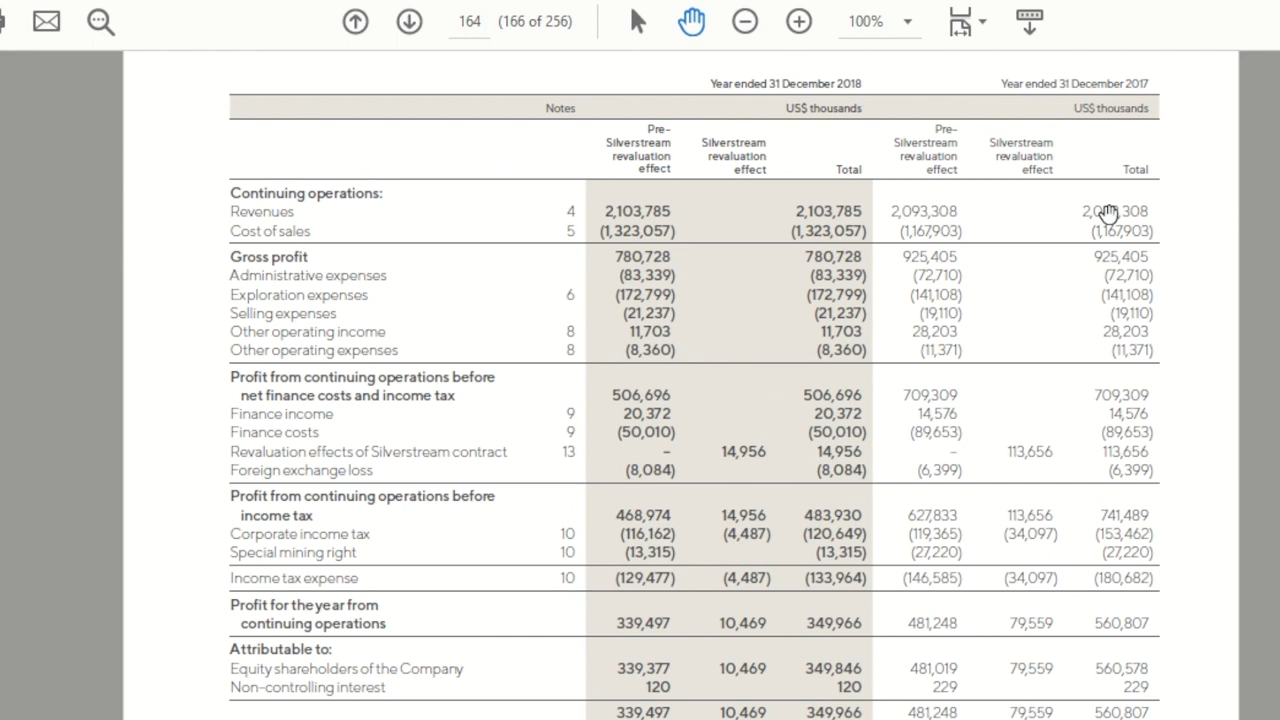 164 (166 of 256) 100%
Year ended 31 December 2018 Year ended 31 December 2017
Notes US$ thousands US$ thousands
Pre- Pre-
Silverstream Silverstream Silverstream Silverstream
revaluation revaluation revaluation revaluation
effect effect Total effect effect Total
Continuing operations:
Revenues 4 2,103,785 2,103,785 2,093,308
Cost of sales 5 (1,323,057) (1,323,057) (1,167,903) (1,167,903)
Gross profit 780,728 780,728 925,405 925,405
Administrative expenses (83,339) (83,339) (72,710) (72,710)
Exploration expenses 6 (172,799) (172,799) (141,108) (141,108)
Selling expenses (21,237) (21,237) (19,110) (19,110)
Other operating income 8 11,703 11,703 28,203 28,203
Other operating expenses 8 (8,360) (8,360) (11,371) (11,371)
Profit from continuing operations before
net finance costs and income tax 506,696 506,696 709,309 709,309
Finance income 9 20,372 20,372 14,576 14,576
Finance costs 9 (50,010) (50,010) (89,653) (89,653)
Revaluation effects of Silverstream contract 13 – 14,956 14,956 – 113,656 113,656
Foreign exchange loss (8,084) (8,084) (6,399) (6,399)
Profit from continuing operations before
income tax 468,974 14,956 483,930 627,833 113,656 741,489
Corporate income tax 10 (116,162) (4,487) (120,649) (119,365) (34,097) (153,462)
Special mining right 10 (13,315) (13,315) (27,220) (27,220)
Income tax expense 10 (129,477) (4,487) (133,964) (146,585) (34,097) (180,682)
Profit for the year from
continuing operations 339,497 10,469 349,966 481,248 79,559 560,807
Attributable to:
Equity shareholders of the Company 339,377 10,469 349,846 481,019 79,559 560,578
Non-controlling interest 120 120 229 229
339,497 10,469 349,966 481,248 79,559 560,807